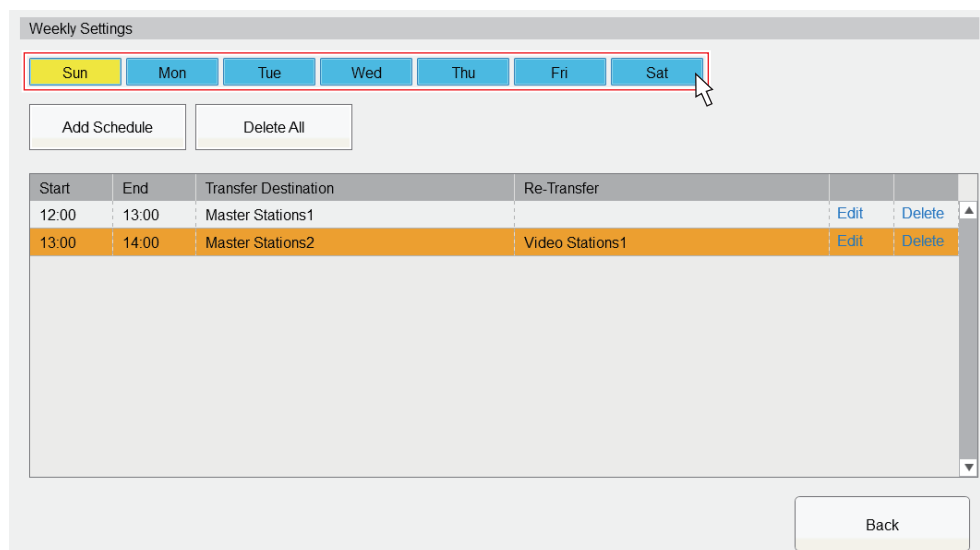 Weekly Settings
Sun Mon Tue Wed Thu Fri Sat
Add Schedule Delete All
Start End Transfer Destination Re-Transfer
12:00 13:00 Master Stations1 Edit Delete
13:00 14:00 Master Stations2 Video Stations1 Edit Delete
Back